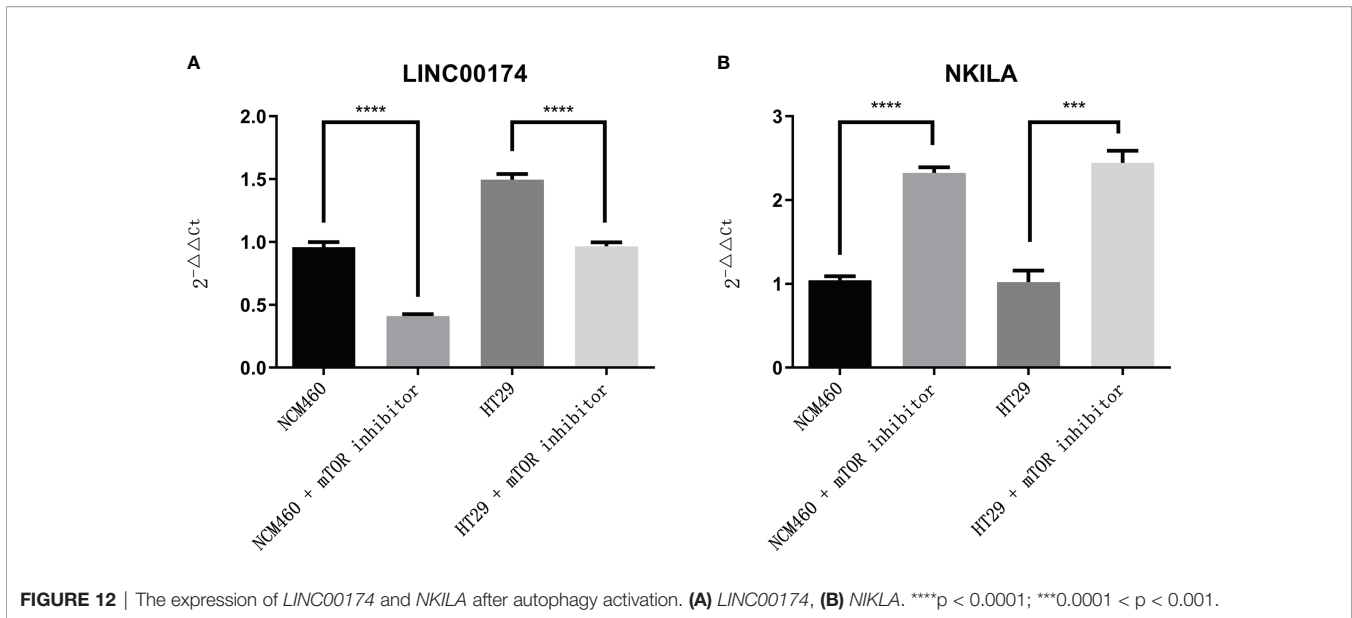 A
LINC00174
****
****
2.0
1.5
1.0
0.5
0.0
2⁻△△Ct
NCM460
NCM460 + mTOR inhibitor
HT29
HT29 + mTOR inhibitor
B
NKILA
****
***
3
2
1
0
2⁻△△Ct
NCM460
NCM460 + mTOR inhibitor
HT29
HT29 + mTOR inhibitor
FIGURE 12 | The expression of LINC00174 and NKILA after autophagy activation. (A) LINC00174, (B) NIKLA. ****p < 0.0001; ***0.0001 < p < 0.001.